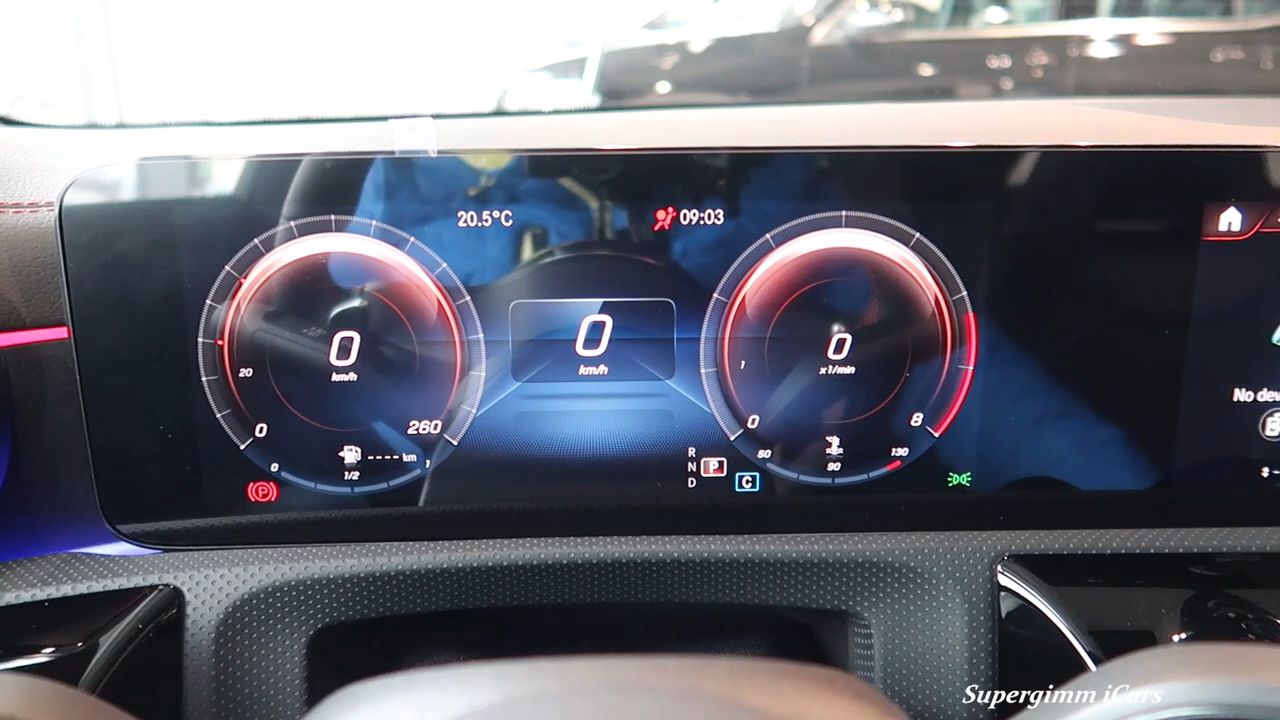 20.5°C
09:03
0
km/h
20
0
260
0
km/h
0
x1/min
1
0
8
0
1/2
1
---- km
R
N
D
P
C
50
90
130
No dev
Supergimm iCars